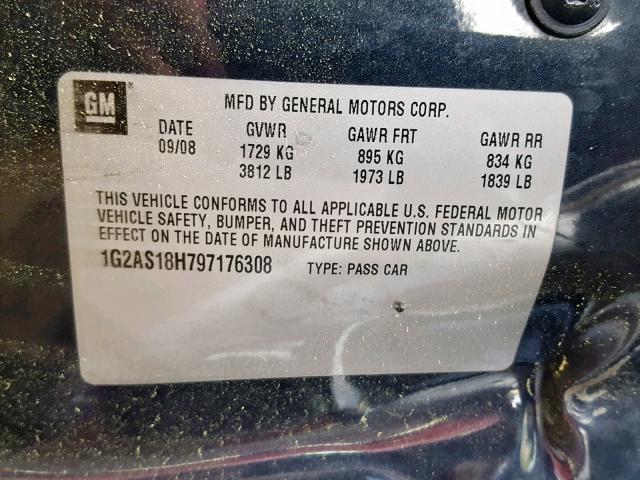 GM
MFD BY GENERAL MOTORS CORP.
DATE GVWR GAWR FRT GAWR RR
09/08 1729 KG 895 KG 834 KG
3812 LB 1973 LB 1839 LB
THIS VEHICLE CONFORMS TO ALL APPLICABLE U.S. FEDERAL MOTOR
VEHICLE SAFETY, BUMPER, AND THEFT PREVENTION STANDARDS IN
EFFECT ON THE DATE OF MANUFACTURE SHOWN ABOVE.
1G2AS18H797176308 TYPE: PASS CAR